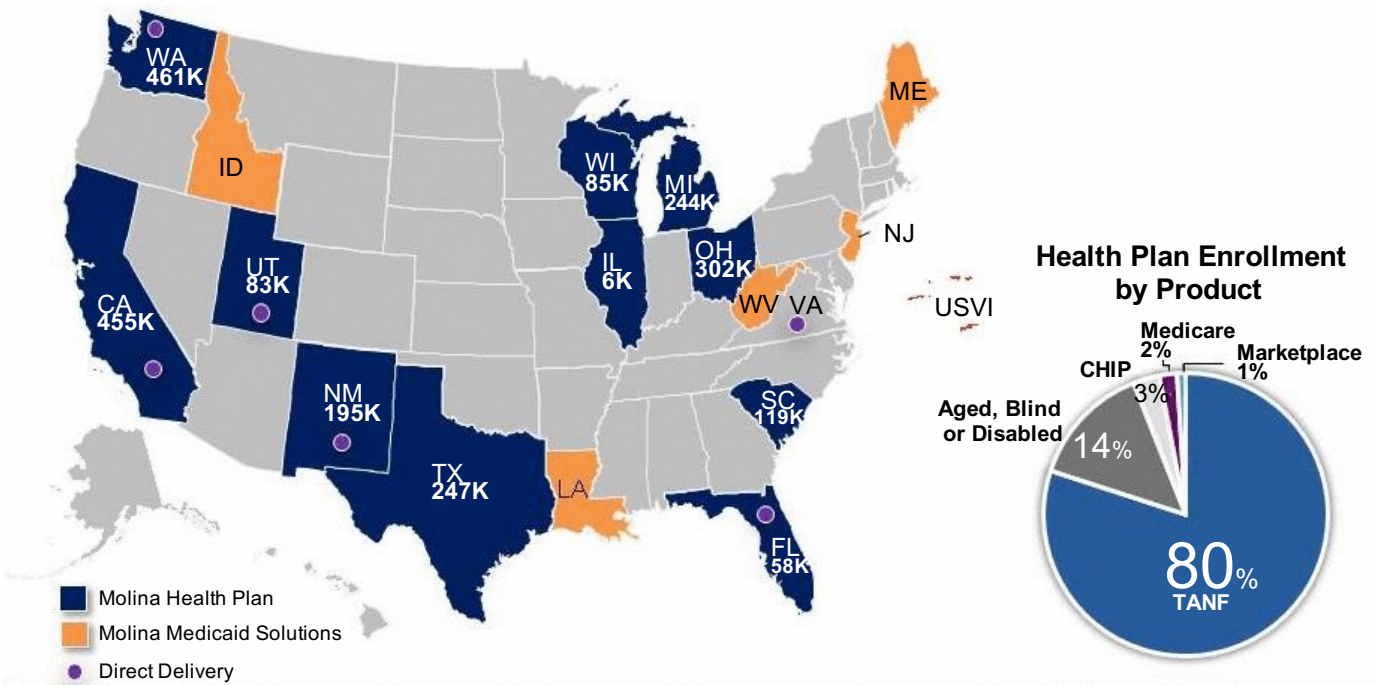 WA
461K
ID
ME
WI
85K
MI
244K
NJ
OH
302K
IL
6K
UT
83K
CA
455K
WV
VA
USVI
NM
195K
SC
119K
TX
247K
LA
FL
58K
Molina Health Plan
Molina Medicaid Solutions
Direct Delivery
Health Plan Enrollment
by Product
Medicare
2%
Marketplace
1%
CHIP
3%
Aged, Blind
or Disabled
14%
80%
TANF